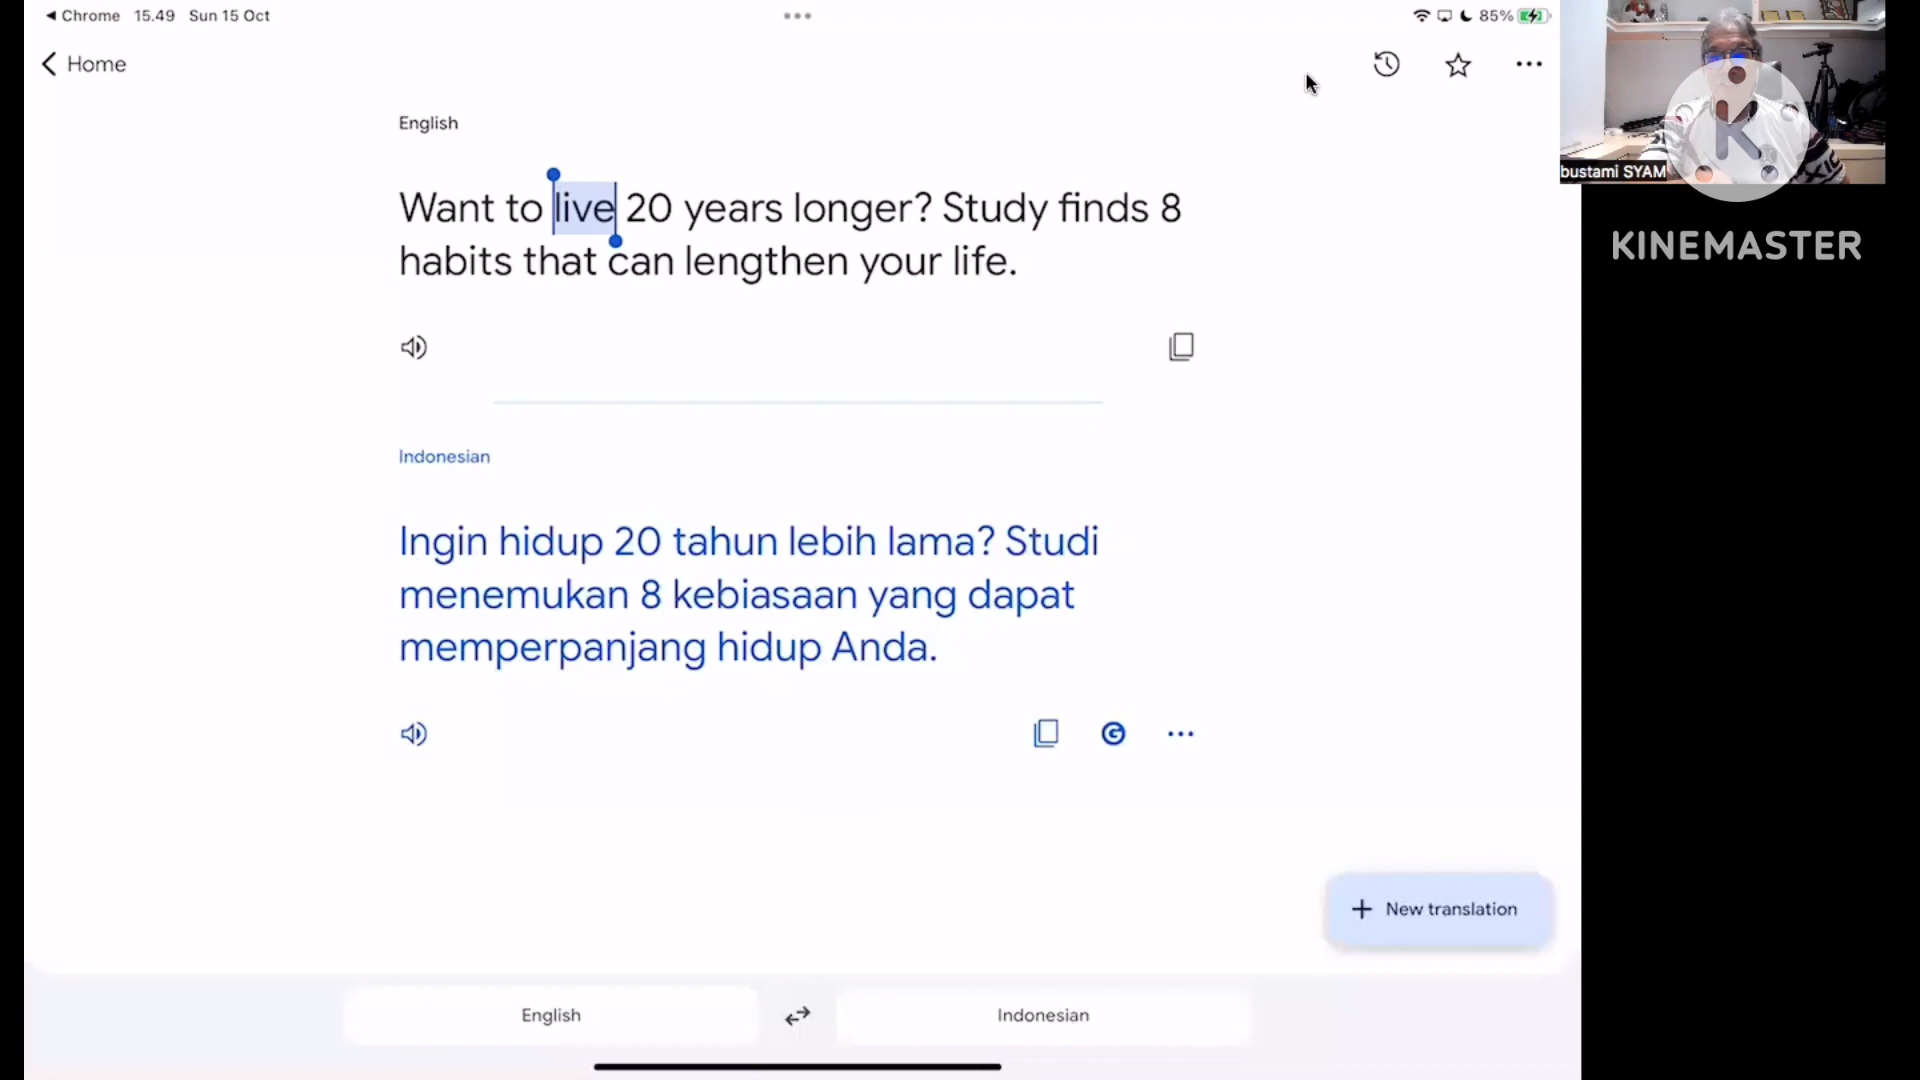 Chrome 15.49 Sun 15 Oct
85%
Home
English
Want to live 20 years longer? Study finds 8
habits that can lengthen your life.
Indonesian
Ingin hidup 20 tahun lebih lama? Studi
menemukan 8 kebiasaan yang dapat
memperpanjang hidup Anda.
G
+ New translation
English
Indonesian
bustami SYAM
K
KINEMASTER